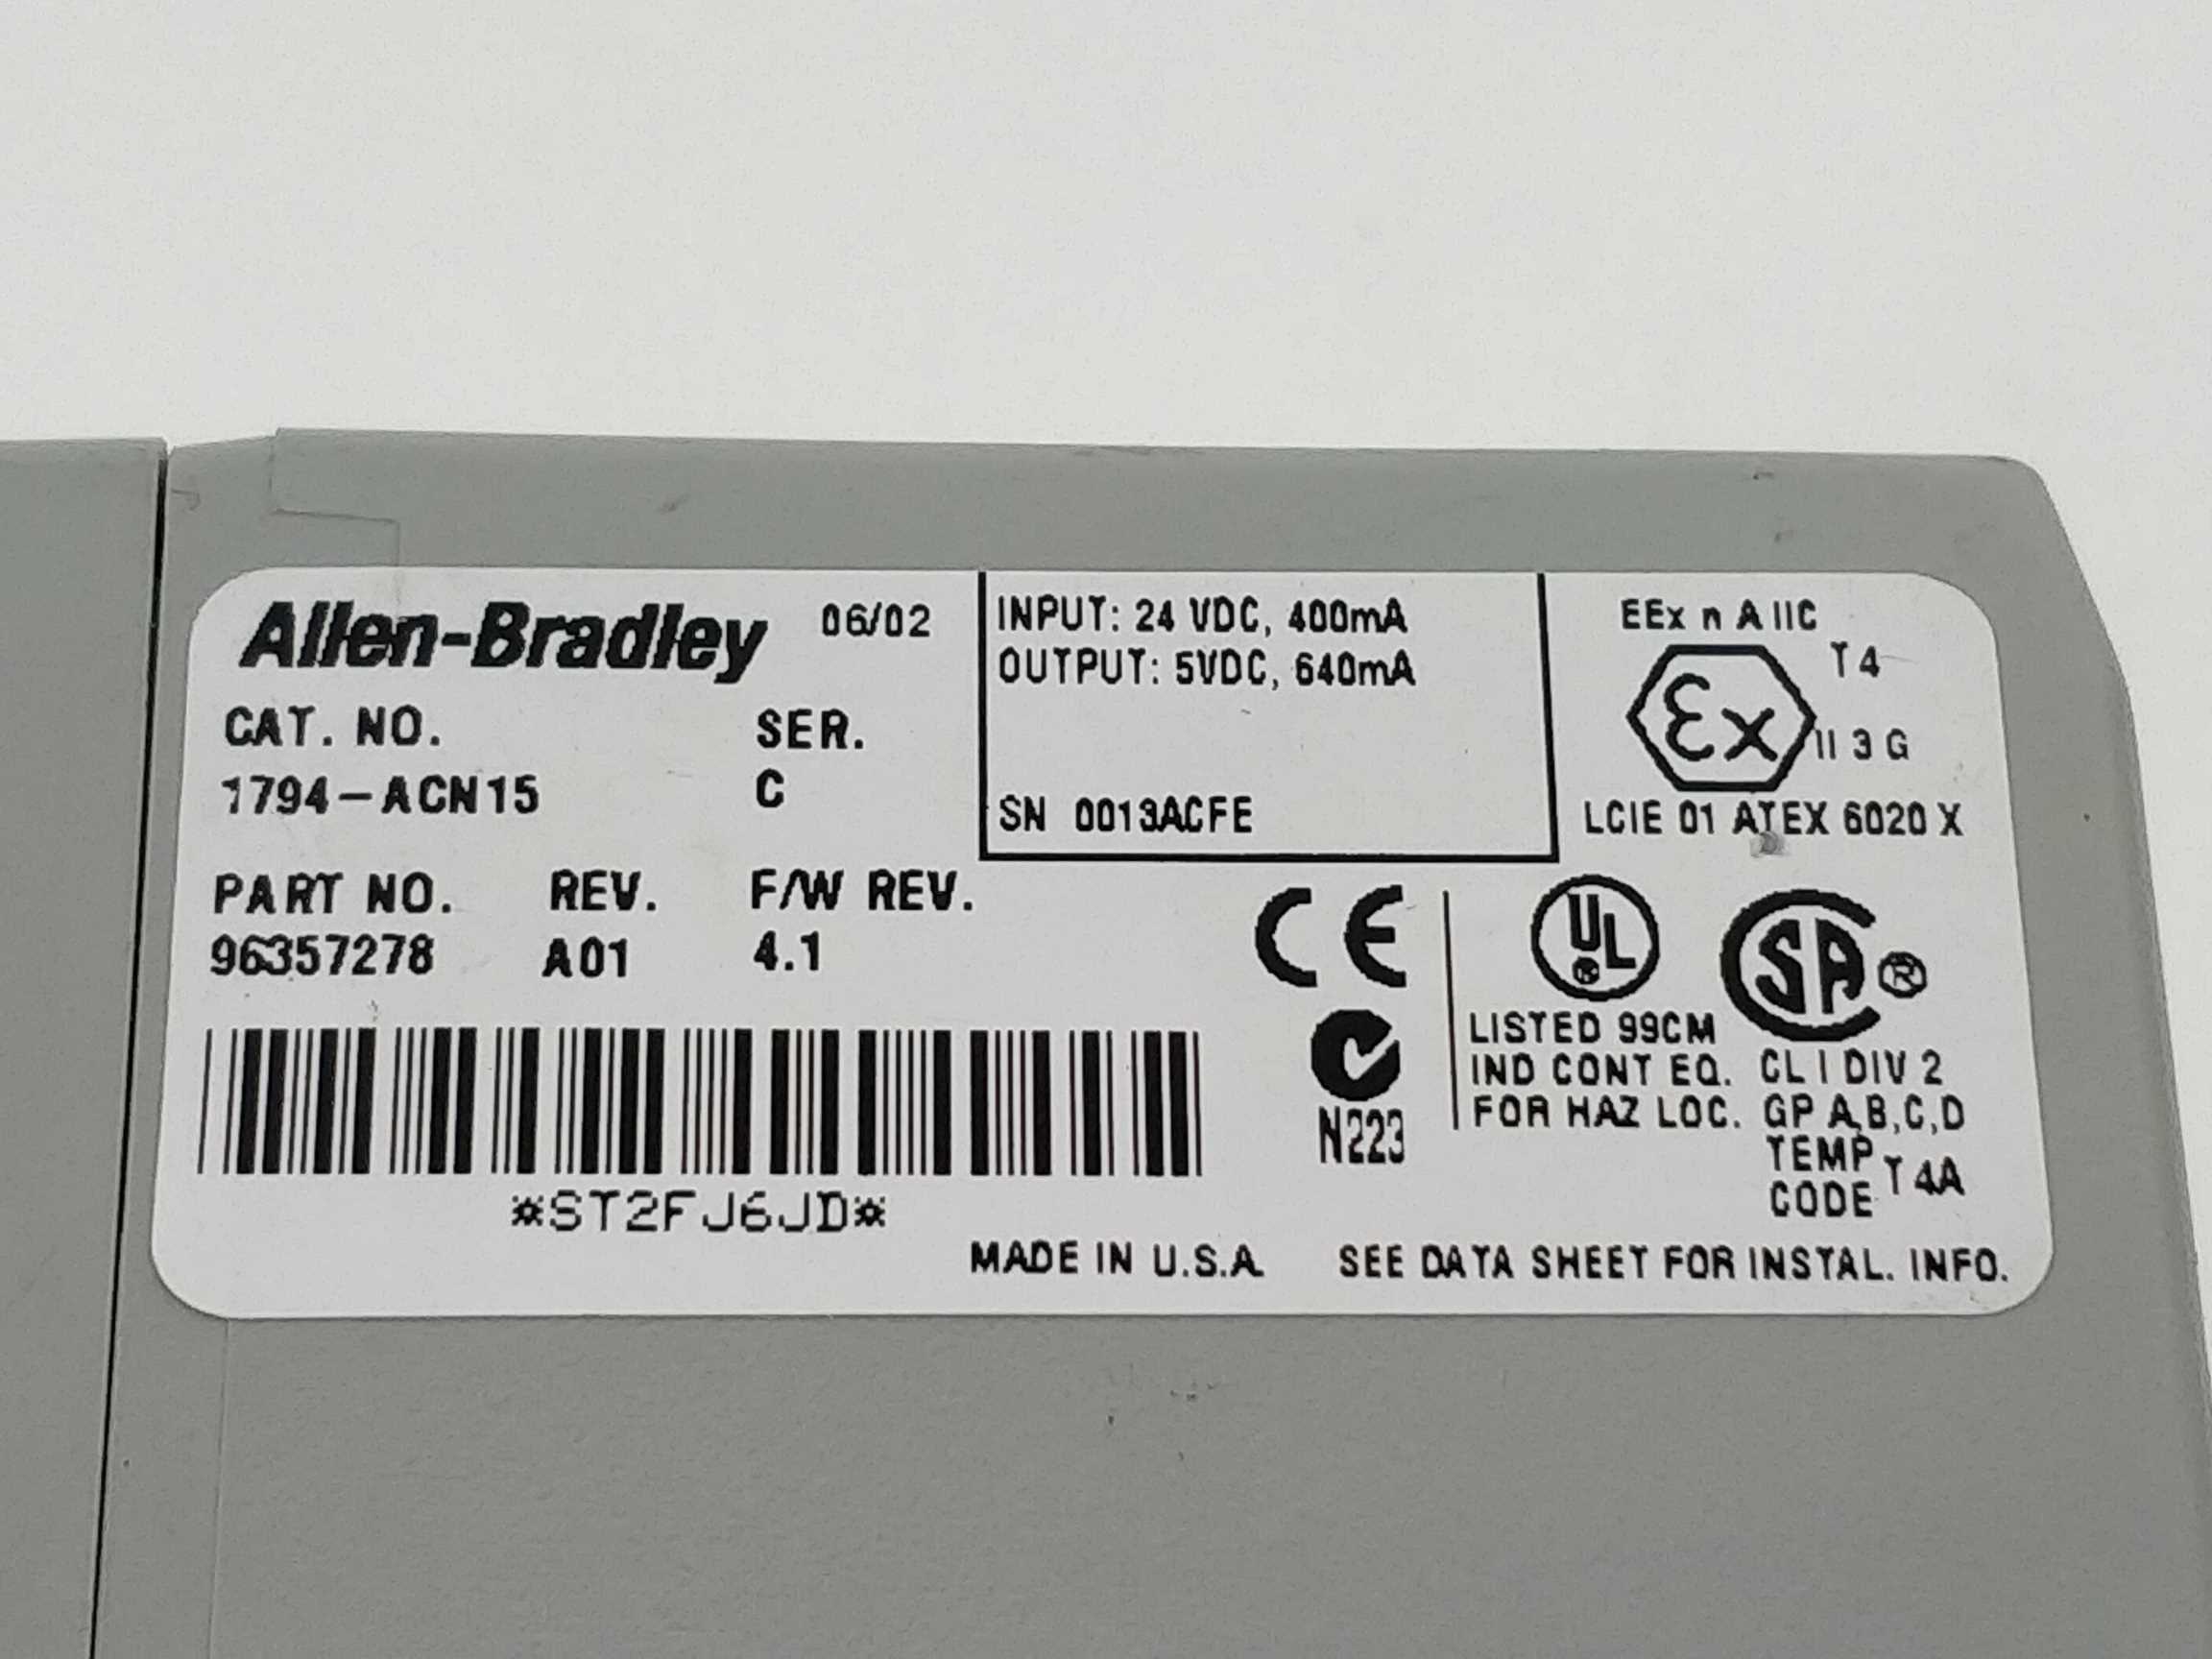 Allen-Bradley 06/02
CAT. NO. SER.
1794-ACN15 C
PART NO. REV. F/W REV.
96357278 A01 4.1
*ST2FJ6JD*
INPUT: 24 VDC, 400mA
OUTPUT: 5VDC, 640mA
SN 0013ACFE
EEx n A IIC
T4
Ex II 3 G
LCIE 01 ATEX 6020 X
CE
N223
UL
LISTED 99CM
IND CONT EQ.
FOR HAZ LOC.
SA ®
CL I DIV 2
GP A,B,C,D
TEMP
CODE T4A
MADE IN U.S.A. SEE DATA SHEET FOR INSTAL. INFO.